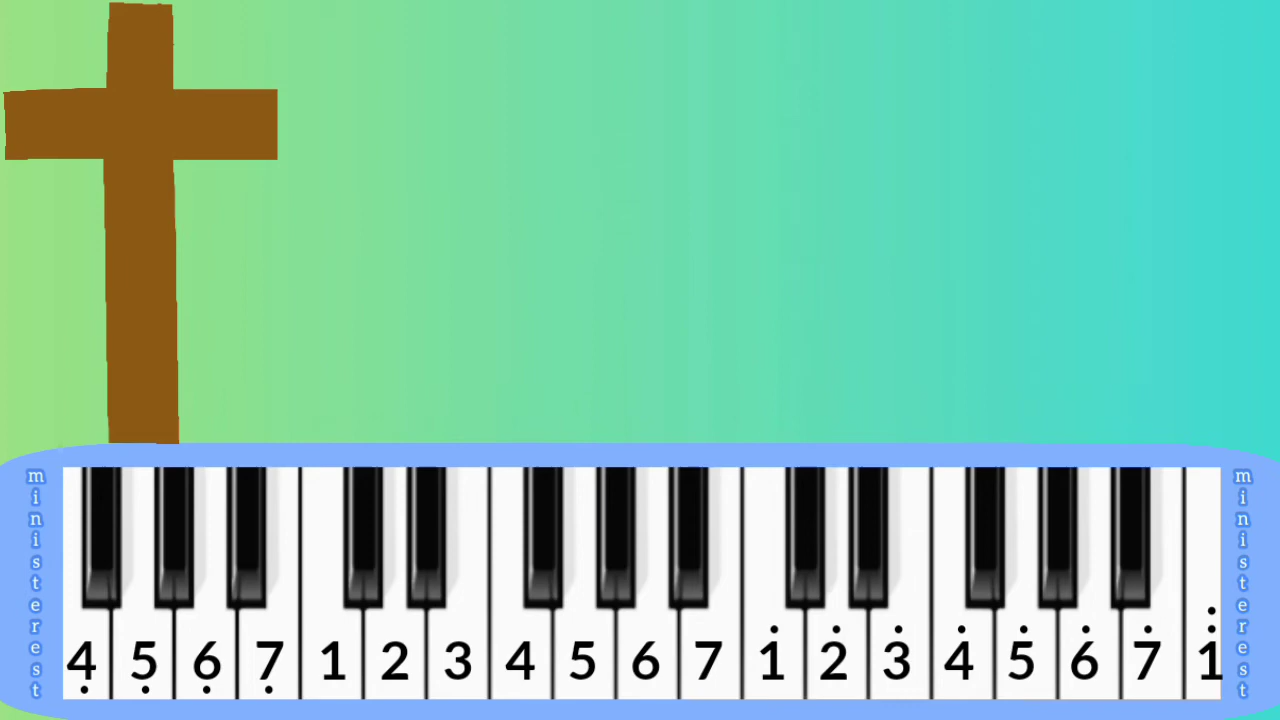 ministerest
4̣ 5̣ 6̣ 7̣ 1 2 3 4 5 6 7 1̇ 2̇ 3̇ 4̇ 5̇ 6̇ 7̇ 1̈
ministerest